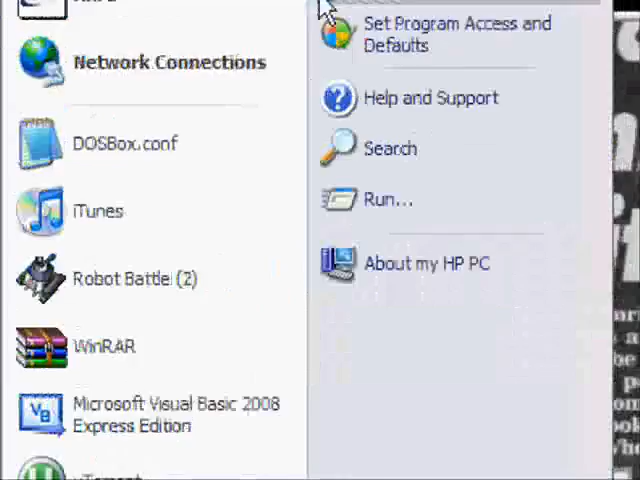 Network Connections
DOSBox.conf
iTunes
Robot Battle (2)
WinRAR
Microsoft Visual Basic 2008
Express Edition
Set Program Access and
Defaults
Help and Support
Search
Run...
About my HP PC